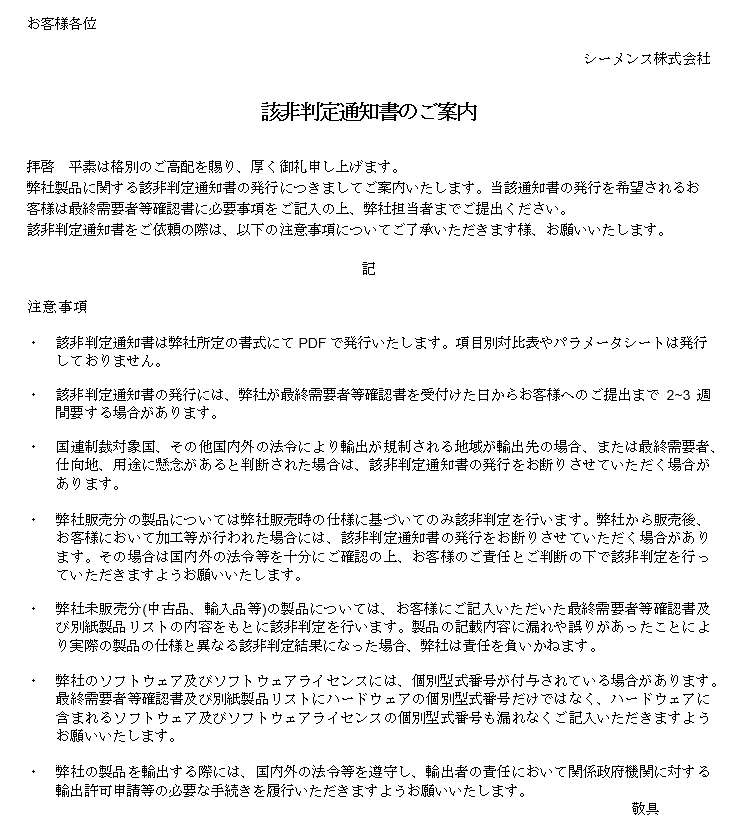 お客様各位
シーメンス株式会社
該非判定通知書のご案内
拝啓　平素は格別のご高配を賜り、厚く御礼申し上げます。
弊社製品に関する該非判定通知書の発行につきましてご案内いたします。当該通知書の発行を希望されるお
客様は最終需要者等確認書に必要事項をご記入の上、弊社担当者までご提出ください。
該非判定通知書をご依頼の際は、以下の注意事項についてご了承いただきます様、お願いいたします。
記
注意事項
・ 該非判定通知書は弊社所定の書式にて PDF で発行いたします。項目別対比表やパラメータシートは発行
しておりません。
・ 該非判定通知書の発行には、弊社が最終需要者等確認書を受付けた日からお客様へのご提出まで 2~3 週
間要する場合があります。
・ 国連制裁対象国、その他国内外の法令により輸出が規制される地域が輸出先の場合、または最終需要者、
仕向地、用途に懸念があると判断された場合は、該非判定通知書の発行をお断りさせていただく場合が
あります。
・ 弊社販売分の製品については弊社販売時の仕様に基づいてのみ該非判定を行います。弊社から販売後、
お客様において加工等が行われた場合には、該非判定通知書の発行をお断りさせていただく場合があり
ます。その場合は国内外の法令等を十分にご確認の上、お客様のご責任とご判断の下で該非判定を行っ
ていただきますようお願いいたします。
・ 弊社未販売分(中古品、輸入品等)の製品については、お客様にご記入いただいた最終需要者等確認書及
び別紙製品リストの内容をもとに該非判定を行います。製品の記載内容に漏れや誤りがあったことによ
り実際の製品の仕様と異なる該非判定結果になった場合、弊社は責任を負いかねます。
・ 弊社のソフトウェア及びソフトウェアライセンスには、個別型式番号が付与されている場合があります。
最終需要者等確認書及び別紙製品リストにハードウェアの個別型式番号だけではなく、ハードウェアに
含まれるソフトウェア及びソフトウェアライセンスの個別型式番号も漏れなくご記入いただきますよう
お願いいたします。
・ 弊社の製品を輸出する際には、国内外の法令等を遵守し、輸出者の責任において関係政府機関に対する
輸出許可申請等の必要な手続きを履行いただきますようお願いいたします。
敬具